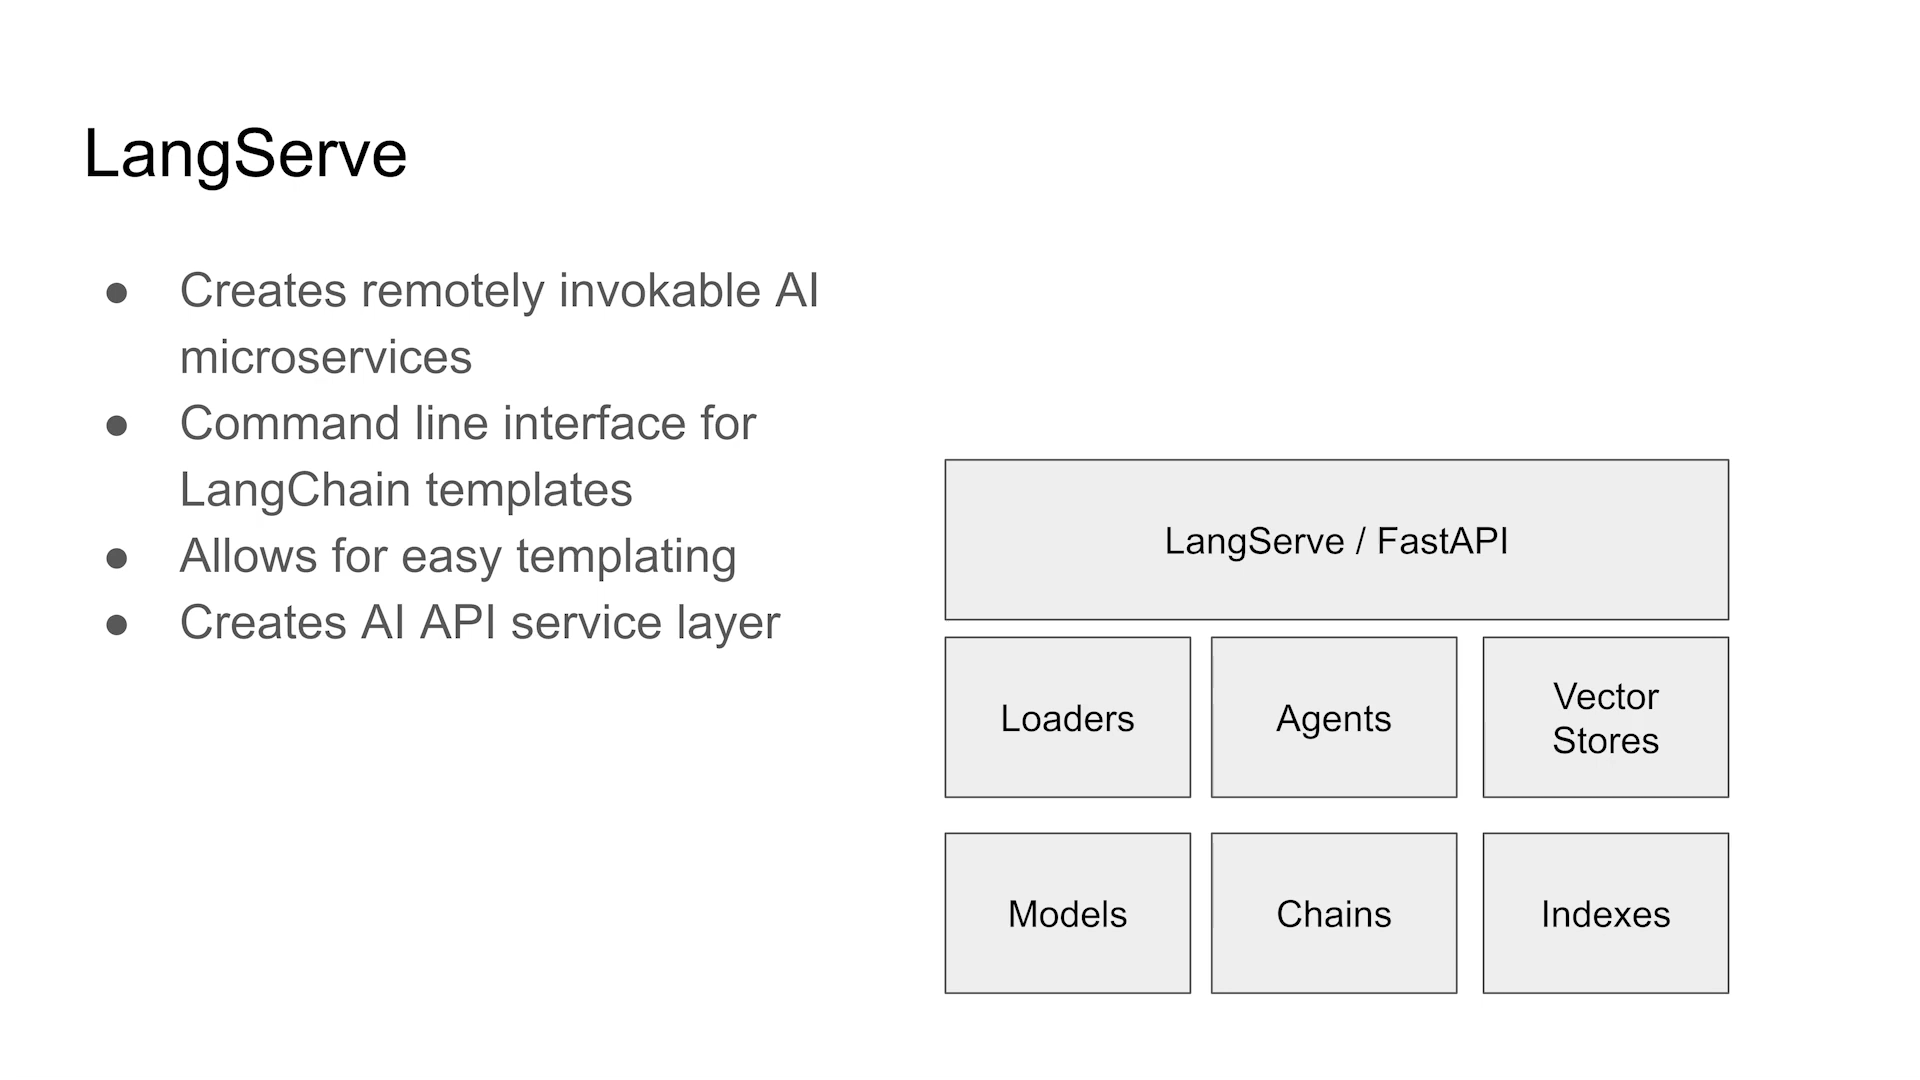 LangServe
● Creates remotely invokable AI
microservices
● Command line interface for
LangChain templates
● Allows for easy templating
● Creates AI API service layer
LangServe / FastAPI
Loaders
Agents
Vector
Stores
Models
Chains
Indexes